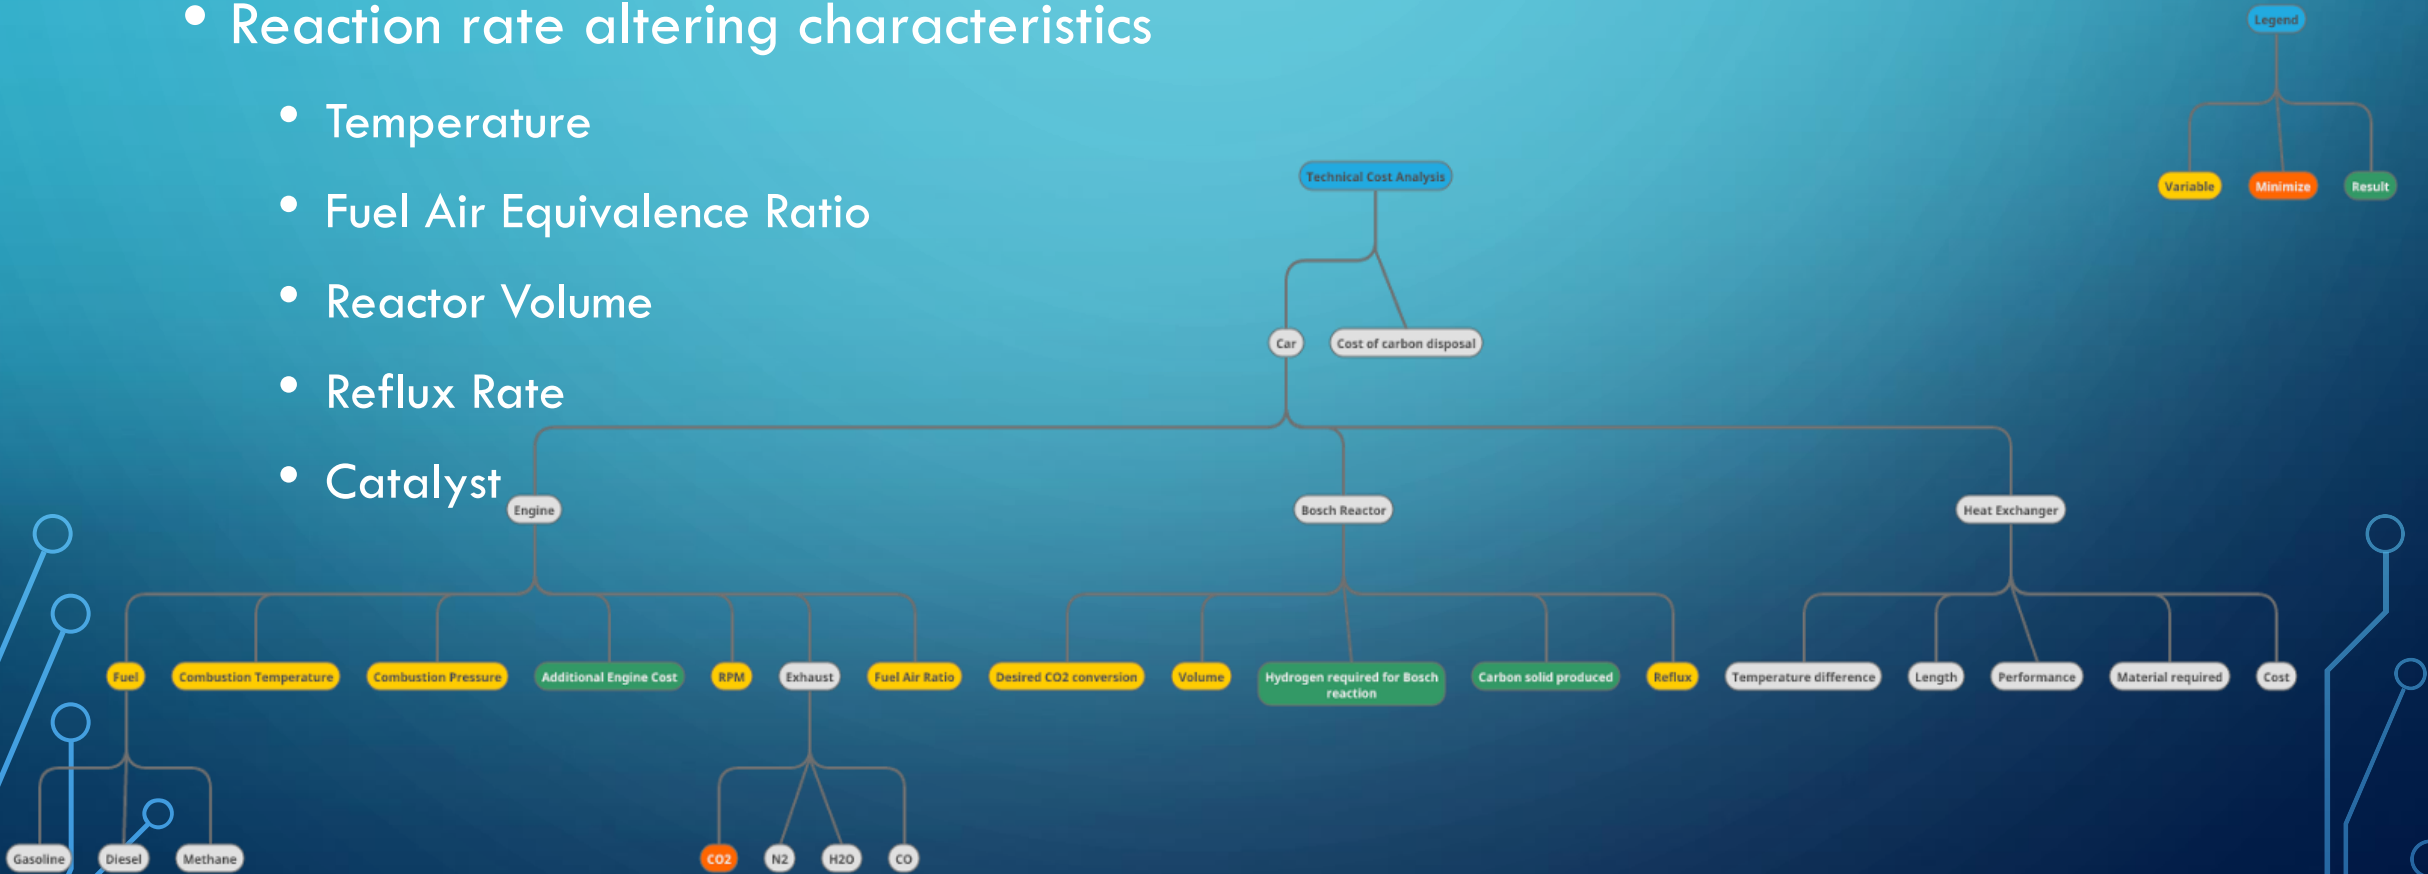 • Reaction rate altering characteristics
• Temperature
• Fuel Air Equivalence Ratio
• Reactor Volume
• Reflux Rate
• Catalyst
Legend
Variable
Minimize
Result
Technical Cost Analysis
Car
Cost of carbon disposal
Engine
Bosch Reactor
Heat Exchanger
Fuel
Combustion Temperature
Combustion Pressure
Additional Engine Cost
RPM
Exhaust
Fuel Air Ratio
Desired CO2 conversion
Volume
Hydrogen required for Bosch
reaction
Carbon solid produced
Reflux
Temperature difference
Length
Performance
Material required
Cost
Gasoline
Diesel
Methane
CO2
N2
H2O
CO